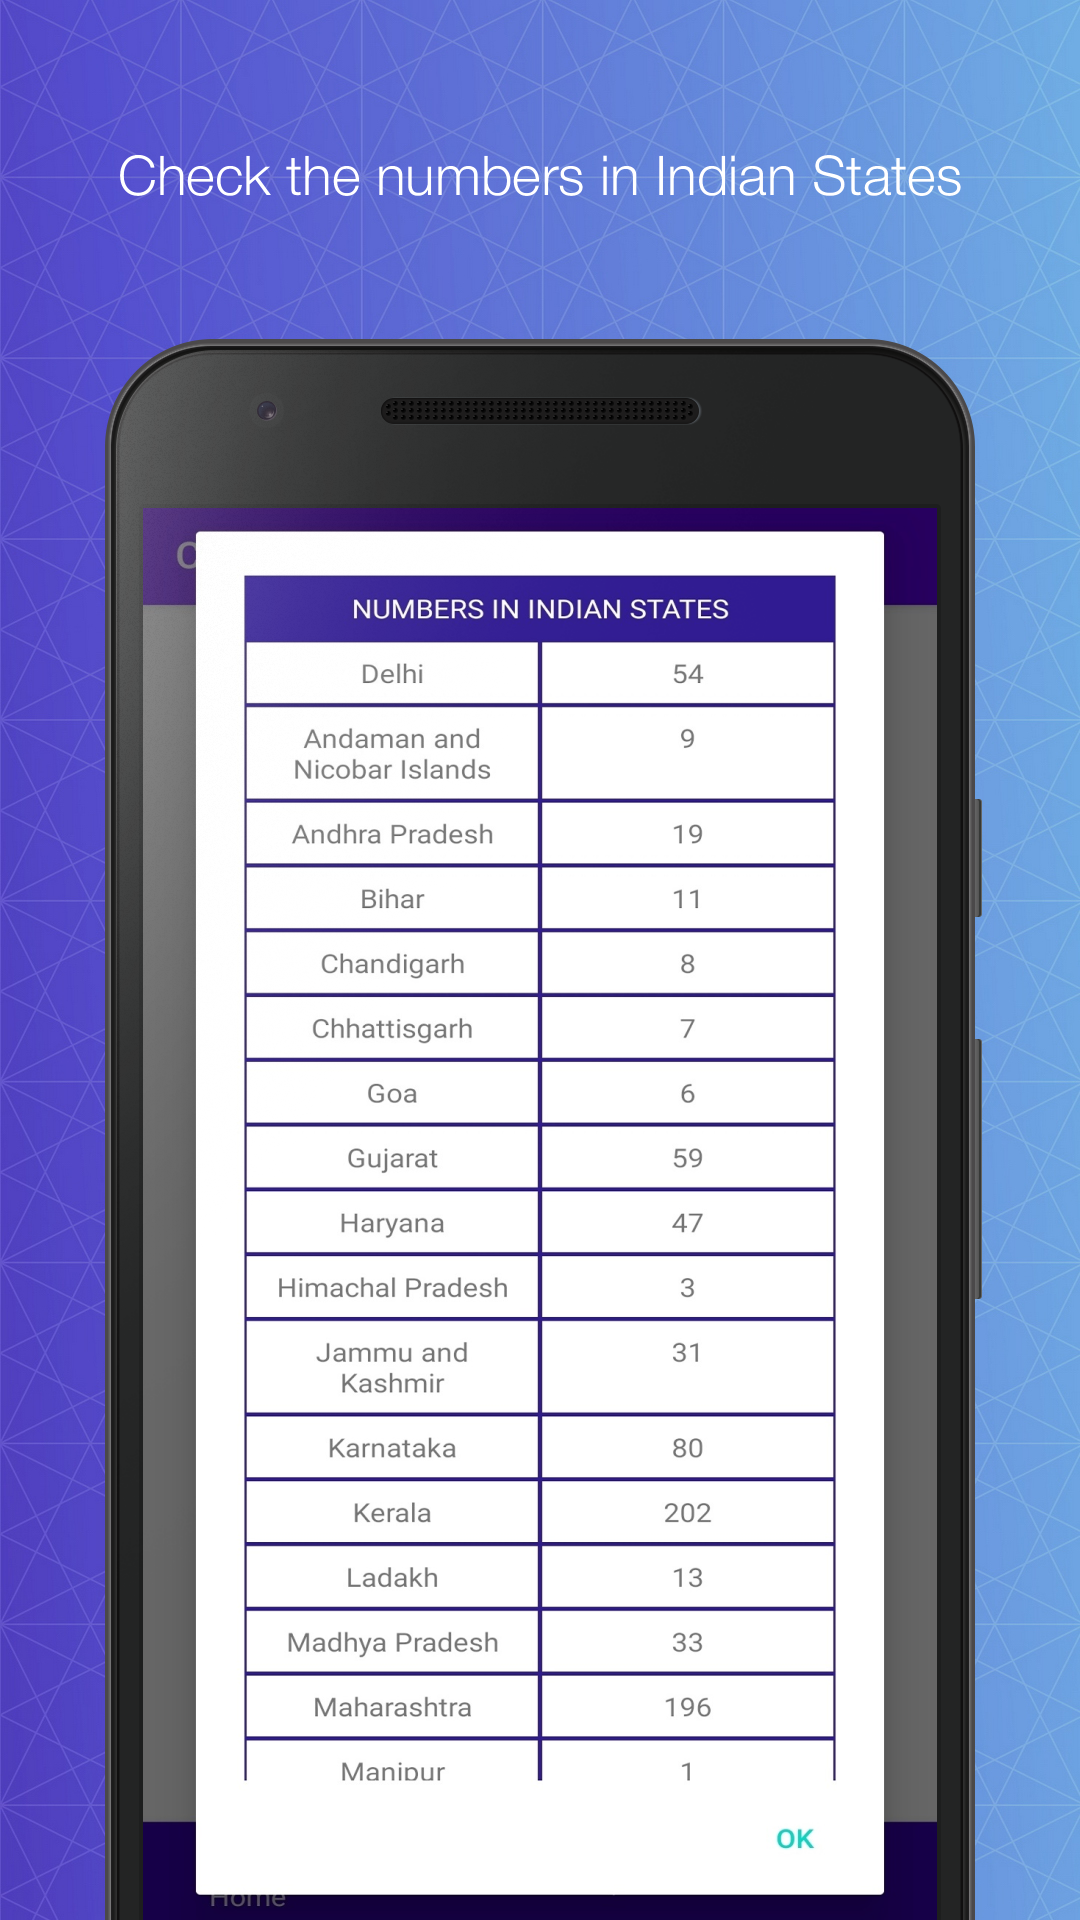 Check the numbers in Indian States
NUMBERS IN INDIAN STATES
Delhi 54
Andaman and 9
Nicobar Islands
Andhra Pradesh 19
Bihar 11
Chandigarh 8
Chhattisgarh 7
Goa 6
Gujarat 59
Haryana 47
Himachal Pradesh 3
Jammu and 31
Kashmir
Karnataka 80
Kerala 202
Ladakh 13
Madhya Pradesh 33
Maharashtra 196
Manipur 1
OK
Home